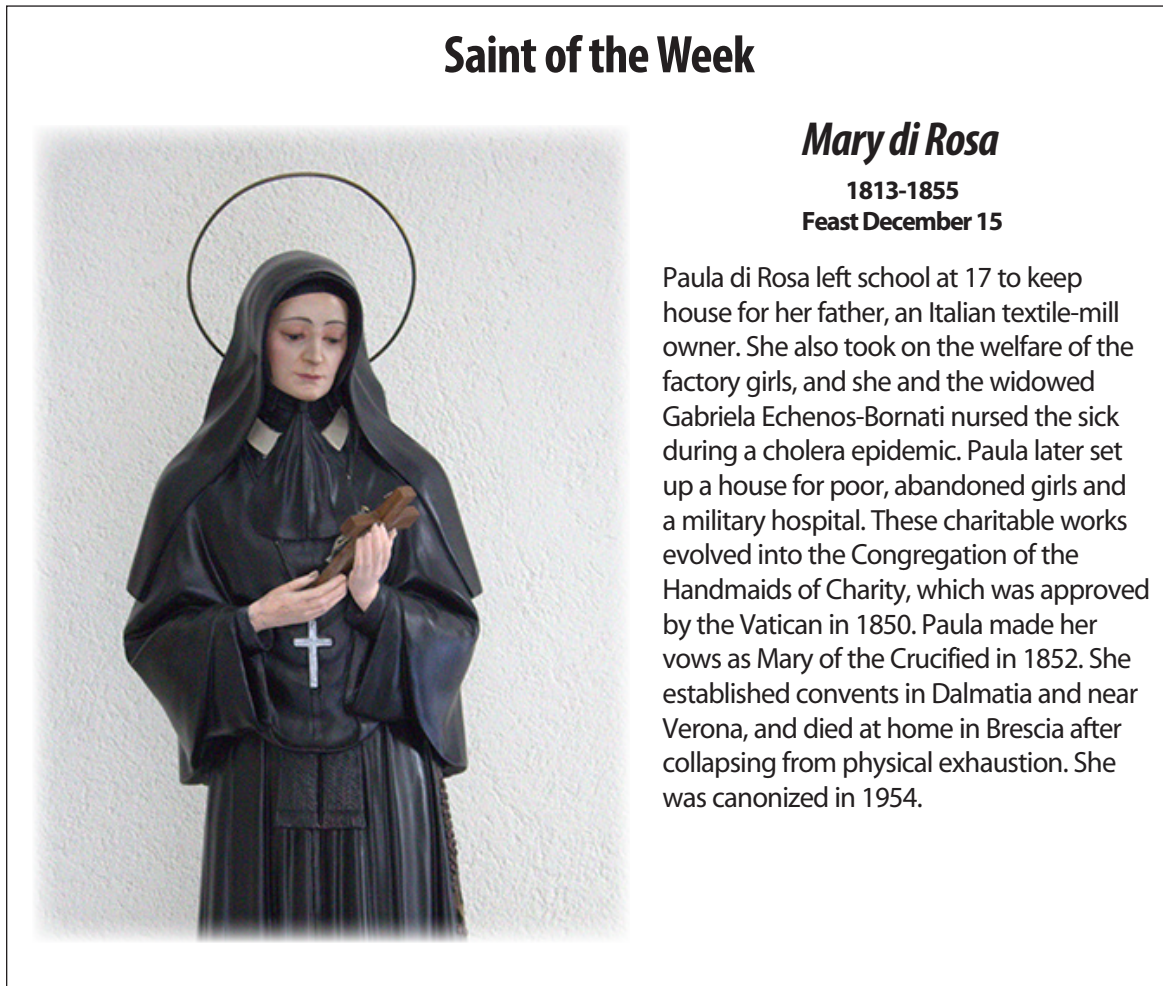 Saint of the Week
Mary di Rosa
1813-1855
Feast December 15
Paula di Rosa left school at 17 to keep
house for her father, an Italian textile-mill
owner. She also took on the welfare of the
factory girls, and she and the widowed
Gabriela Echenos-Bornati nursed the sick
during a cholera epidemic. Paula later set
up a house for poor, abandoned girls and
a military hospital. These charitable works
evolved into the Congregation of the
Handmaids of Charity, which was approved
by the Vatican in 1850. Paula made her
vows as Mary of the Crucified in 1852. She
established convents in Dalmatia and near
Verona, and died at home in Brescia after
collapsing from physical exhaustion. She
was canonized in 1954.